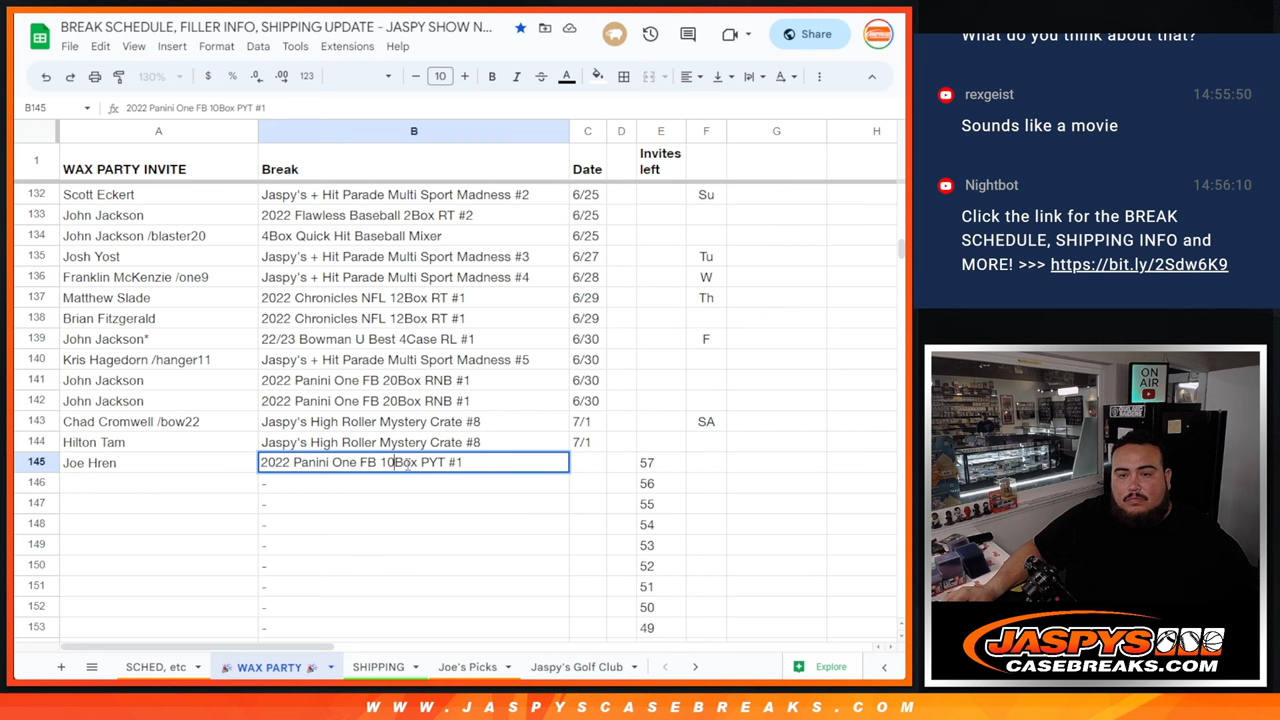 BREAK SCHEDULE, FILLER INFO, SHIPPING UPDATE - JASPY SHOW N...
File Edit View Insert Format Data Tools Extensions Help
Share
130% $ % .0 .00 123 10 B I A
B145 fx 2022 Panini One FB 10Box PYT #1
A B C D E F G H
1 WAX PARTY INVITE Break Date Invites left
132 Scott Eckert Jaspy's + Hit Parade Multi Sport Madness #2 6/25 Su
133 John Jackson 2022 Flawless Baseball 2Box RT #2 6/25
134 John Jackson /blaster20 4Box Quick Hit Baseball Mixer 6/25
135 Josh Yost Jaspy's + Hit Parade Multi Sport Madness #3 6/27 Tu
136 Franklin McKenzie /one9 Jaspy's + Hit Parade Multi Sport Madness #4 6/28 W
137 Matthew Slade 2022 Chronicles NFL 12Box RT #1 6/29 Th
138 Brian Fitzgerald 2022 Chronicles NFL 12Box RT #1 6/29
139 John Jackson* 22/23 Bowman U Best 4Case RL #1 6/30 F
140 Kris Hagedorn /hanger11 Jaspy's + Hit Parade Multi Sport Madness #5 6/30
141 John Jackson 2022 Panini One FB 20Box RNB #1 6/30
142 John Jackson 2022 Panini One FB 20Box RNB #1 6/30
143 Chad Cromwell /bow22 Jaspy's High Roller Mystery Crate #8 7/1 SA
144 Hilton Tam Jaspy's High Roller Mystery Crate #8 7/1
145 Joe Hren 2022 Panini One FB 10Box PYT #1 57
146 - 56
147 - 55
148 - 54
149 - 53
150 - 52
151 - 51
152 - 50
153 - 49
SCHED, etc WAX PARTY SHIPPING Joe's Picks Jaspy's Golf Club Explore
What do you think about that?
rexgeist 14:55:50
Sounds like a movie
Nightbot 14:56:10
Click the link for the BREAK
SCHEDULE, SHIPPING INFO and
MORE! >>> https://bit.ly/2Sdw6K9
ON
AIR
JASPYS
CASEBREAKS.COM
WWW.JASPYSCASEBREAKS.COM